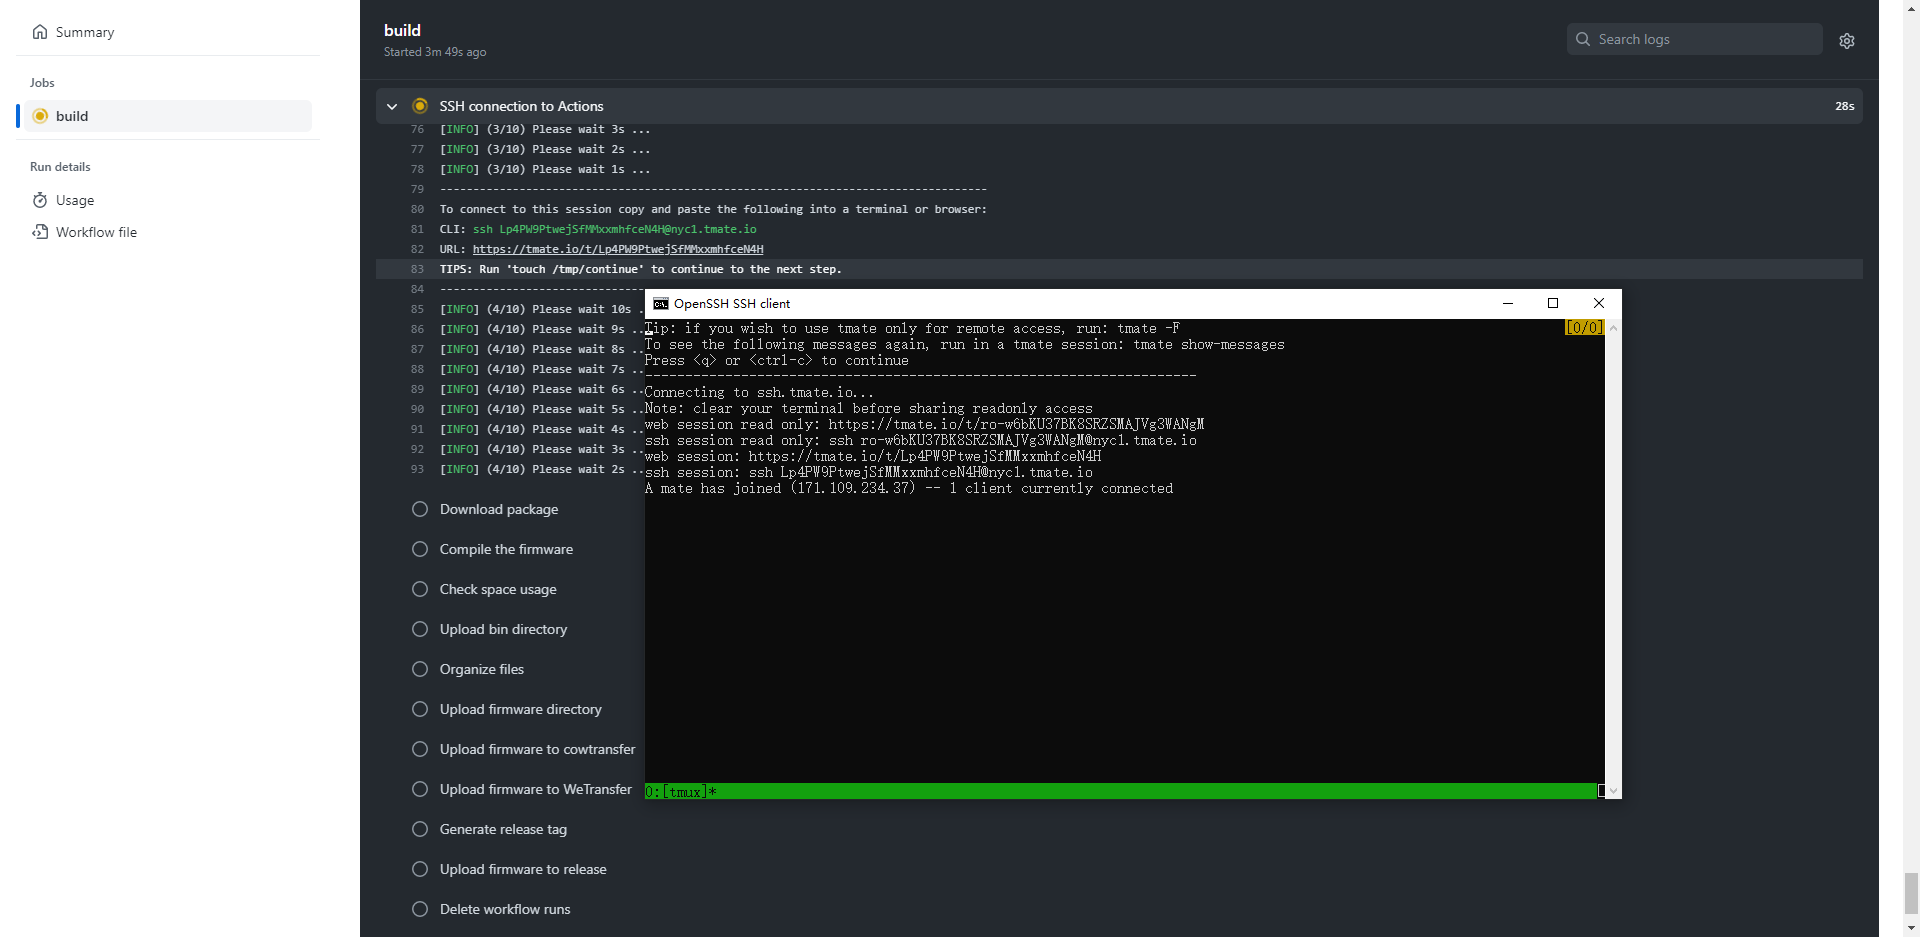 Summary
Jobs
build
Run details
Usage
Workflow file
build
Started 3m 49s ago
Search logs
SSH connection to Actions
28s
76 [INFO] (3/10) Please wait 3s ...
77 [INFO] (3/10) Please wait 2s ...
78 [INFO] (3/10) Please wait 1s ...
79 -----------------------------------------------------------------------------------
80 To connect to this session copy and paste the following into a terminal or browser:
81 CLI: ssh Lp4PW9PtwejSfMMxxmhfceN4H@nyc1.tmate.io
82 URL: https://tmate.io/t/Lp4PW9PtwejSfMMxxmhfceN4H
83 TIPS: Run 'touch /tmp/continue' to continue to the next step.
84 -------------------------------
85 [INFO] (4/10) Please wait 10s .
86 [INFO] (4/10) Please wait 9s ..
87 [INFO] (4/10) Please wait 8s ..
88 [INFO] (4/10) Please wait 7s ..
89 [INFO] (4/10) Please wait 6s ..
90 [INFO] (4/10) Please wait 5s ..
91 [INFO] (4/10) Please wait 4s ..
92 [INFO] (4/10) Please wait 3s ..
93 [INFO] (4/10) Please wait 2s ..
Download package
Compile the firmware
Check space usage
Upload bin directory
Organize files
Upload firmware directory
Upload firmware to cowtransfer
Upload firmware to WeTransfer
Generate release tag
Upload firmware to release
Delete workflow runs
OpenSSH SSH client
Tip: if you wish to use tmate only for remote access, run: tmate -F
[0/0]
To see the following messages again, run in a tmate session: tmate show-messages
Press <q> or <ctrl-c> to continue
---------------------------------------------------------------------
Connecting to ssh.tmate.io...
Note: clear your terminal before sharing readonly access
web session read only: https://tmate.io/t/ro-w6bKU37BK8SRZSMAJVg3WANgM
ssh session read only: ssh ro-w6bKU37BK8SRZSMAJVg3WANgM@nyc1.tmate.io
web session: https://tmate.io/t/Lp4PW9PtwejSfMMxxmhfceN4H
ssh session: ssh Lp4PW9PtwejSfMMxxmhfceN4H@nyc1.tmate.io
A mate has joined (171.109.234.37) -- 1 client currently connected
0:[tmux]*